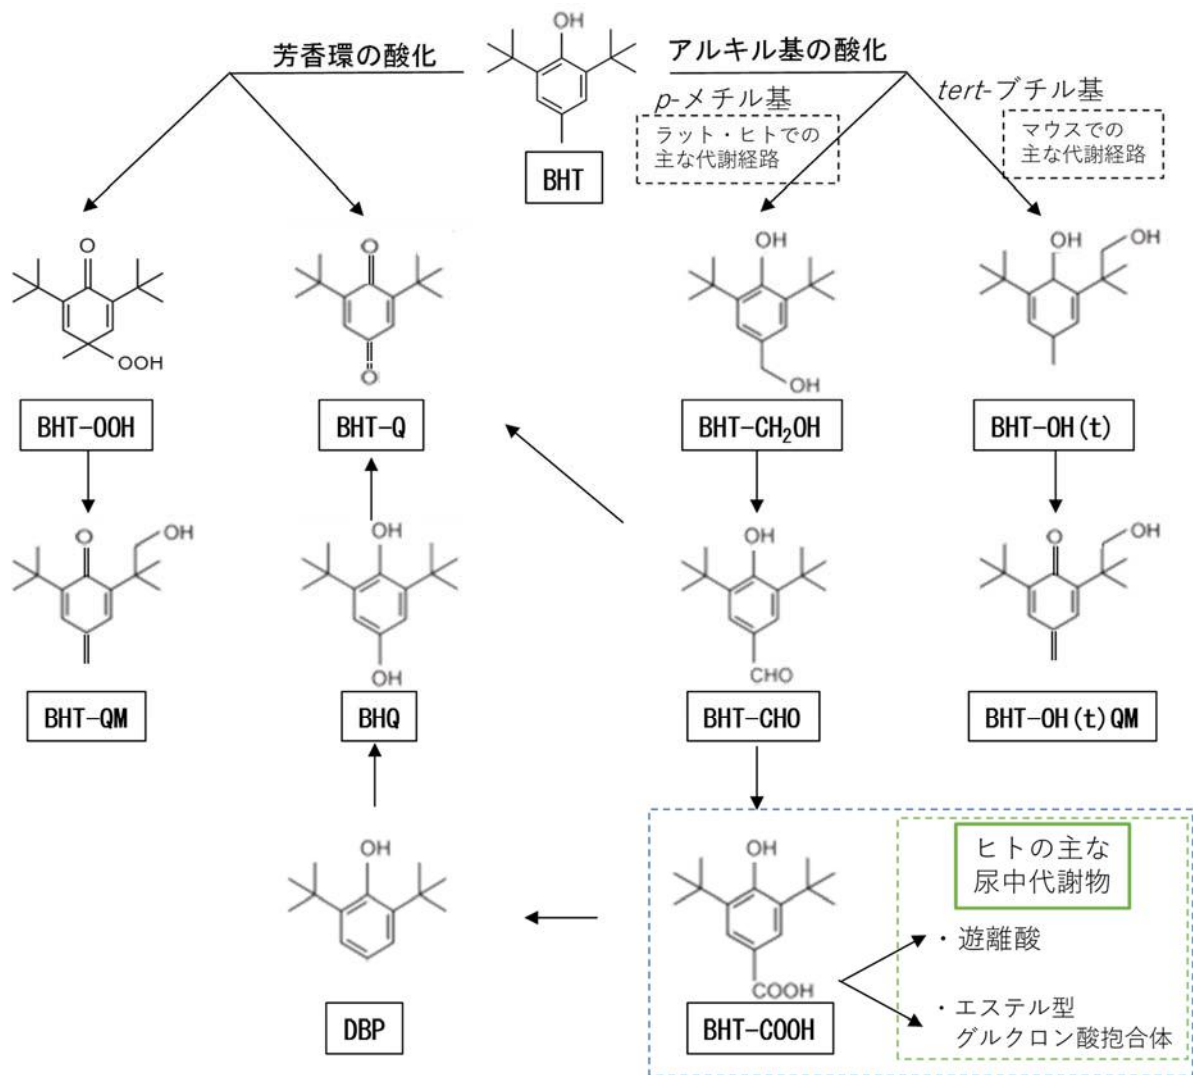 OH
芳香環の酸化
アルキル基の酸化
p-メチル基
tert-ブチル基
ラット・ヒトでの
主な代謝経路
マウスでの
主な代謝経路
BHT
O
OOH
BHT-OOH
O
O
BHT-Q
OH
OH
BHT-CH₂OH
OH
OH
BHT-OH(t)
O
OH
BHT-QM
OH
OH
BHQ
OH
CHO
BHT-CHO
O
OH
BHT-OH(t)QM
OH
DBP
OH
COOH
BHT-COOH
ヒトの主な
尿中代謝物
・遊離酸
・エステル型
グルクロン酸抱合体